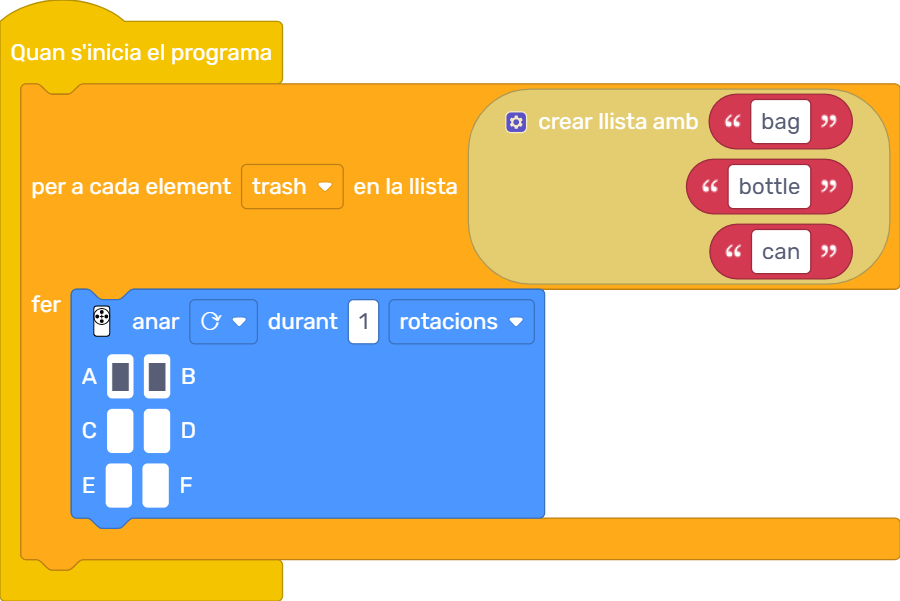 Quan s'inicia el programa
crear llista amb “ bag ”
per a cada element trash en la llista “ bottle ”
“ can ”
fer
anar durant 1 rotacions
A B
C D
E F